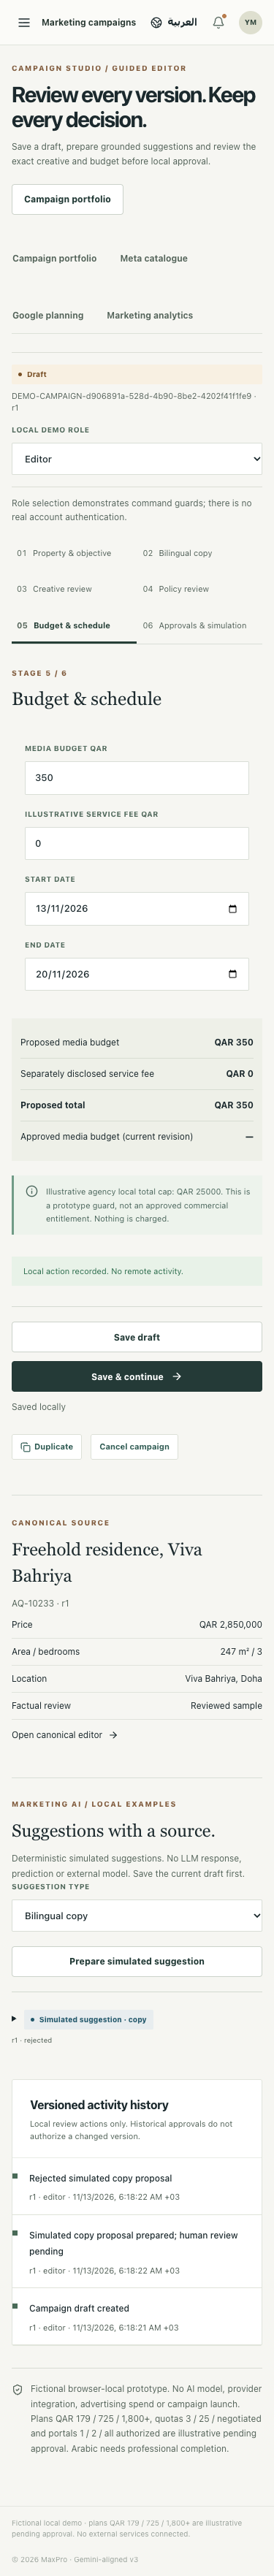 Marketing campaigns
العربية
YM
CAMPAIGN STUDIO / GUIDED EDITOR
Review every version. Keep
every decision.
Save a draft, prepare grounded suggestions and review the
exact creative and budget before local approval.
Campaign portfolio
Campaign portfolio
Meta catalogue
Google planning
Marketing analytics
Draft
DEMO-CAMPAIGN-d906891a-528d-4b90-8be2-4202f41f1fe9 ·
r1
LOCAL DEMO ROLE
Editor
Role selection demonstrates command guards; there is no
real account authentication.
01 Property & objective
02 Bilingual copy
03 Creative review
04 Policy review
05 Budget & schedule
06 Approvals & simulation
STAGE 5 / 6
Budget & schedule
MEDIA BUDGET QAR
350
ILLUSTRATIVE SERVICE FEE QAR
0
START DATE
13/11/2026
END DATE
20/11/2026
Proposed media budget QAR 350
Separately disclosed service fee QAR 0
Proposed total QAR 350
Approved media budget (current revision) —
Illustrative agency local total cap: QAR 25000. This is
a prototype guard, not an approved commercial
entitlement. Nothing is charged.
Local action recorded. No remote activity.
Save draft
Save & continue →
Saved locally
Duplicate
Cancel campaign
CANONICAL SOURCE
Freehold residence, Viva
Bahriya
AQ-10233 · r1
Price QAR 2,850,000
Area / bedrooms 247 m² / 3
Location Viva Bahriya, Doha
Factual review Reviewed sample
Open canonical editor →
MARKETING AI / LOCAL EXAMPLES
Suggestions with a source.
Deterministic simulated suggestions. No LLM response,
prediction or external model. Save the current draft first.
SUGGESTION TYPE
Bilingual copy
Prepare simulated suggestion
Simulated suggestion · copy
r1 · rejected
Versioned activity history
Local review actions only. Historical approvals do not
authorize a changed version.
Rejected simulated copy proposal
r1 · editor · 11/13/2026, 6:18:22 AM +03
Simulated copy proposal prepared; human review
pending
r1 · editor · 11/13/2026, 6:18:22 AM +03
Campaign draft created
r1 · editor · 11/13/2026, 6:18:21 AM +03
Fictional browser-local prototype. No AI model, provider
integration, advertising spend or campaign launch.
Plans QAR 179 / 725 / 1,800+, quotas 3 / 25 / negotiated
and portals 1 / 2 / all authorized are illustrative pending
approval. Arabic needs professional completion.
Fictional local demo · plans QAR 179 / 725 / 1,800+ are illustrative
pending approval. No external services connected.
© 2026 MaxPro · Gemini-aligned v3